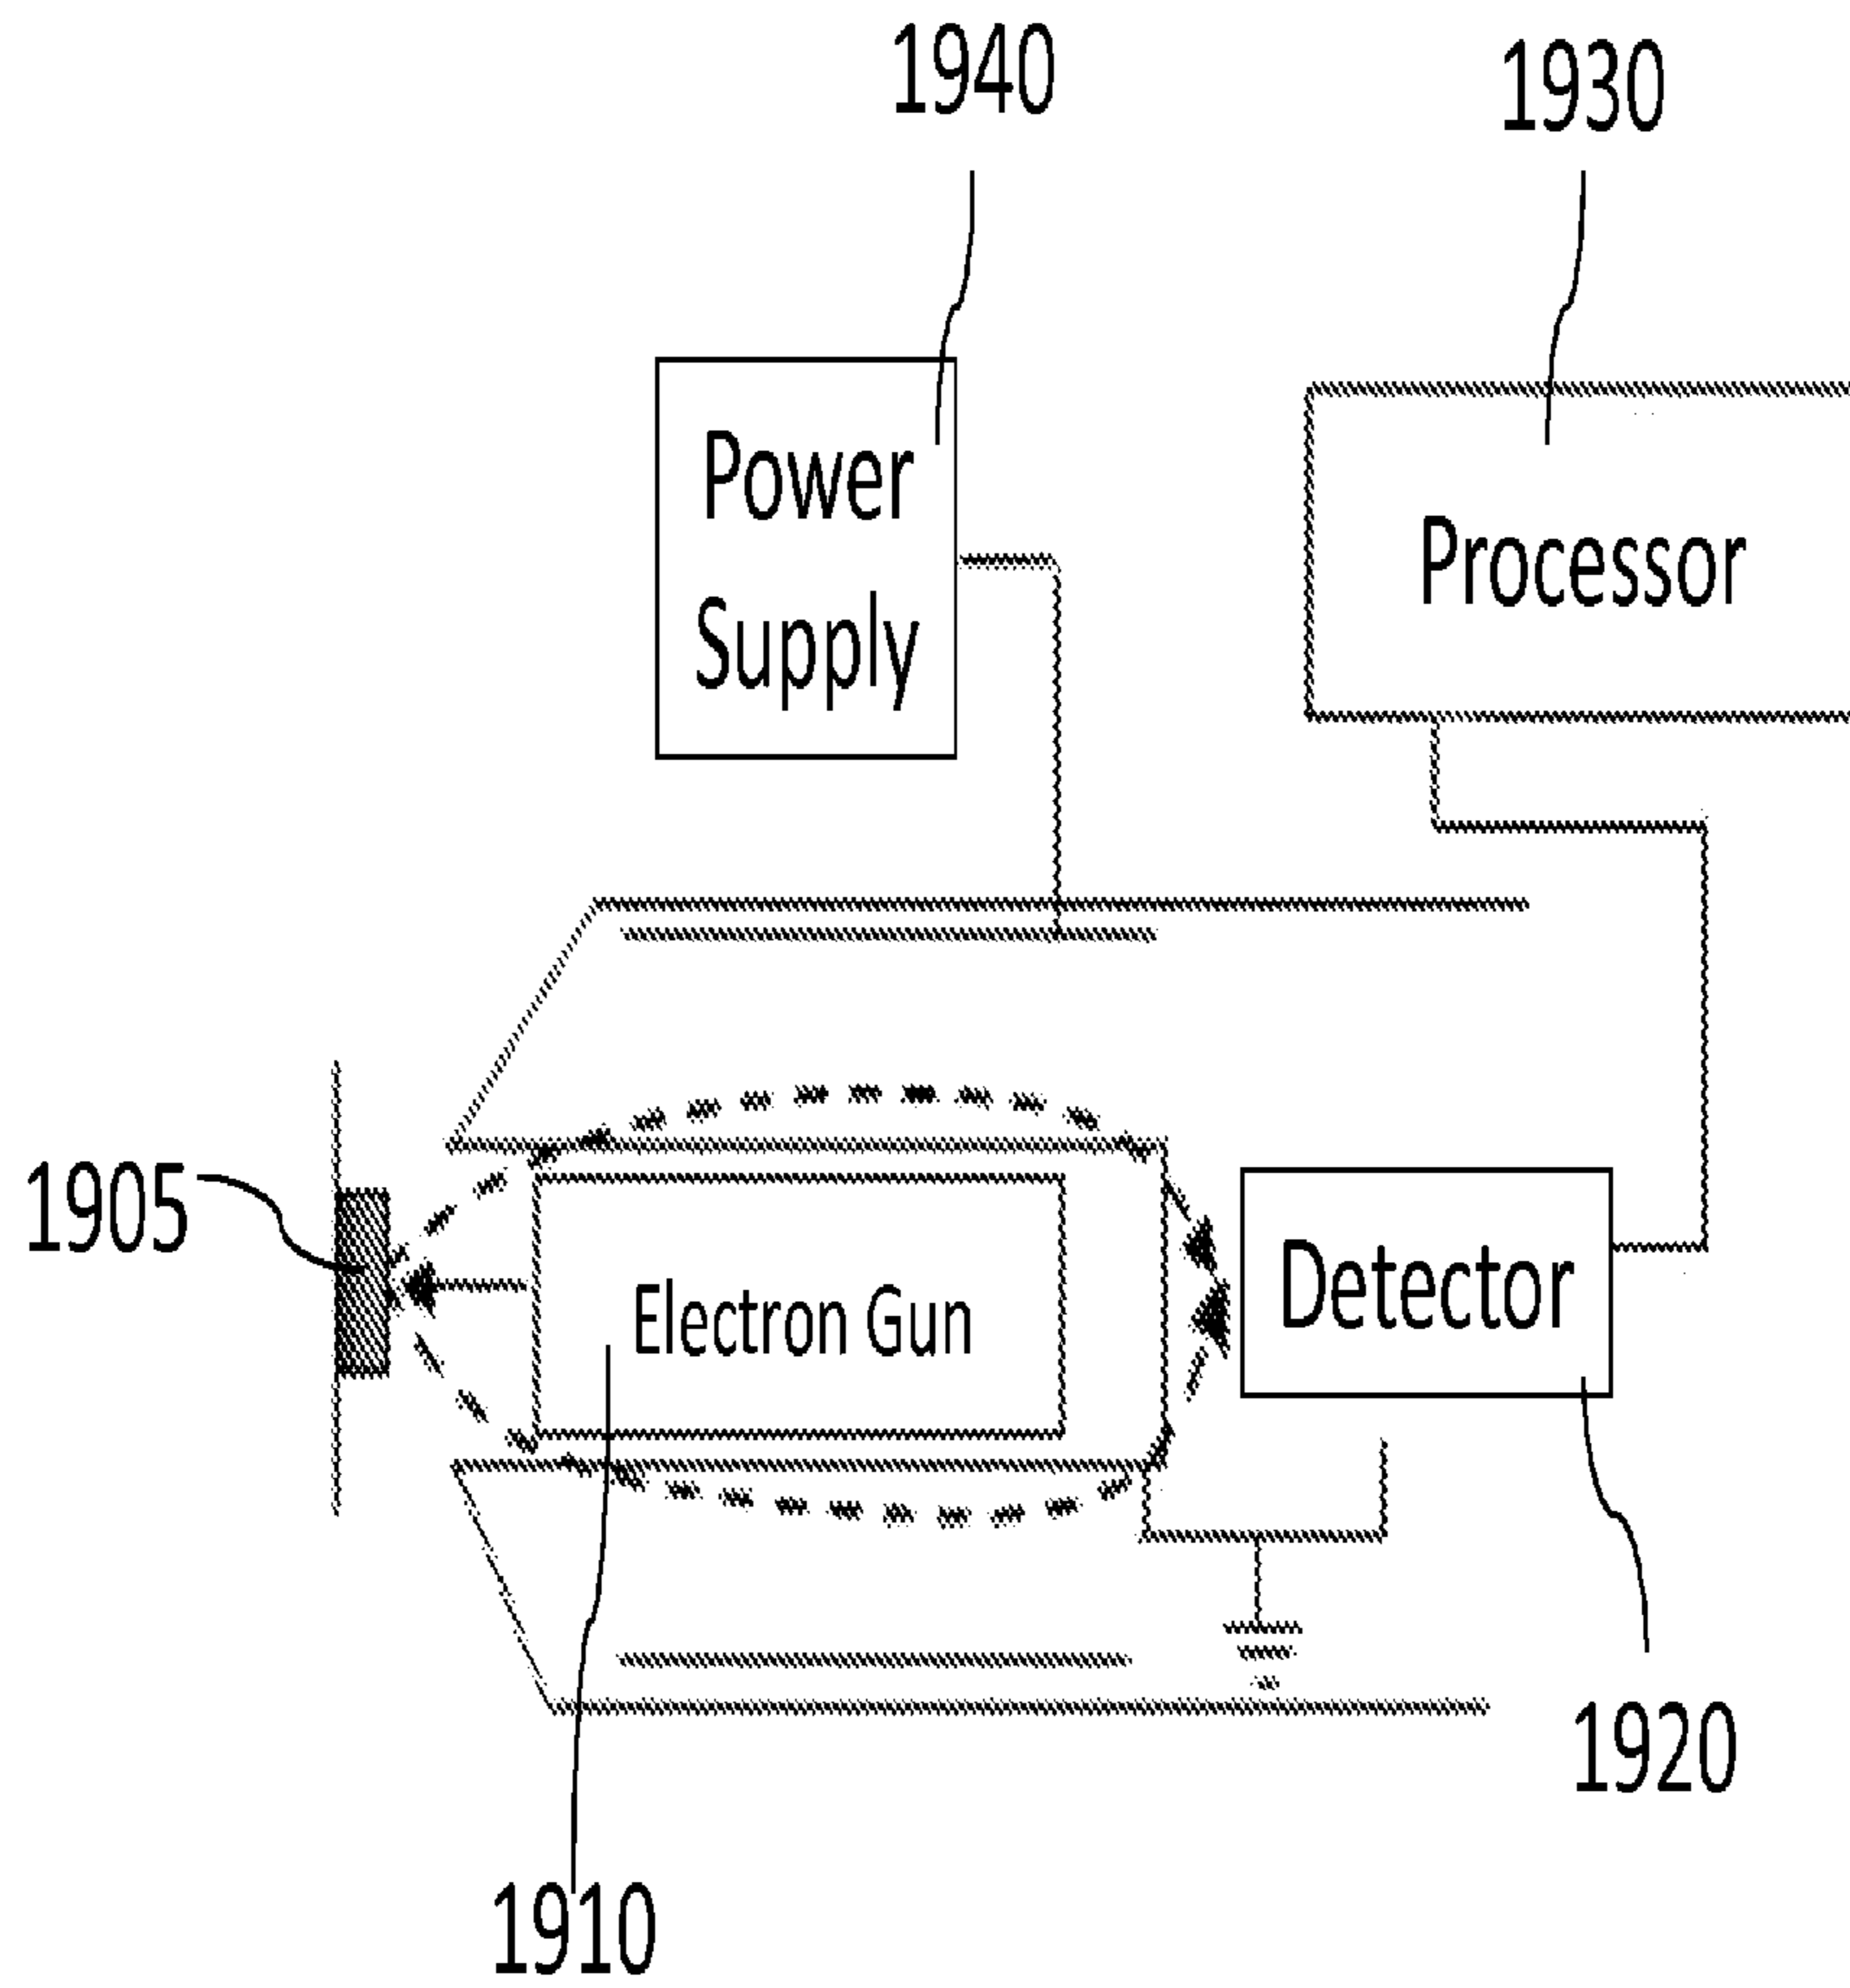 1940
1930
Power
Supply
Processor
1905
Electron Gun
Detector
1920
1910